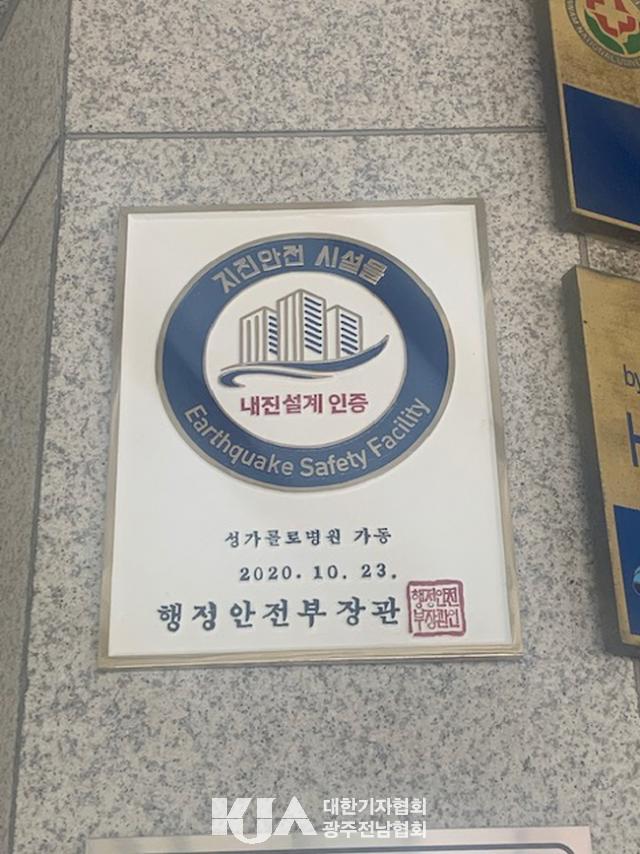 지진안전 시설물
내진설계 인증
Earthquake Safety Facility
성가롤로병원 가동
2020. 10. 23.
행정안전부장관
행정안전
부장관인
by
H
KJA 대한기자협회
광주전남협회